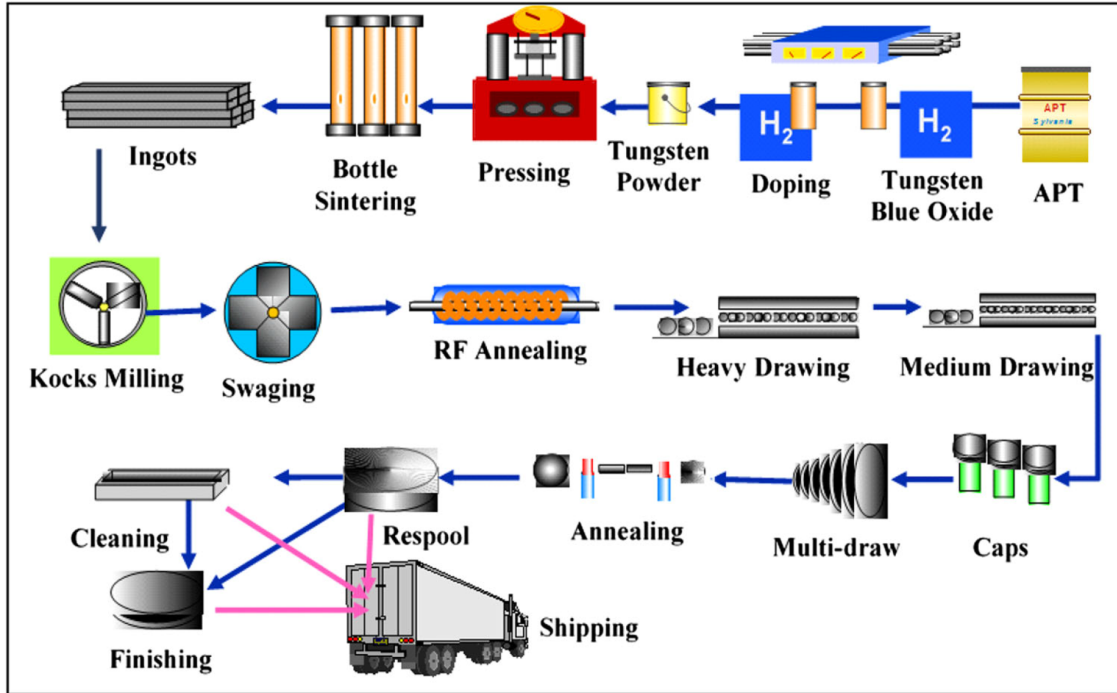 H2
H2
APT
Sylvania
Ingots
Bottle
Sintering
Pressing
Tungsten
Powder
Doping
Tungsten
Blue Oxide
APT
Kocks Milling
Swaging
RF Annealing
Heavy Drawing
Medium Drawing
Cleaning
Respool
Annealing
Multi-draw
Caps
Finishing
Shipping